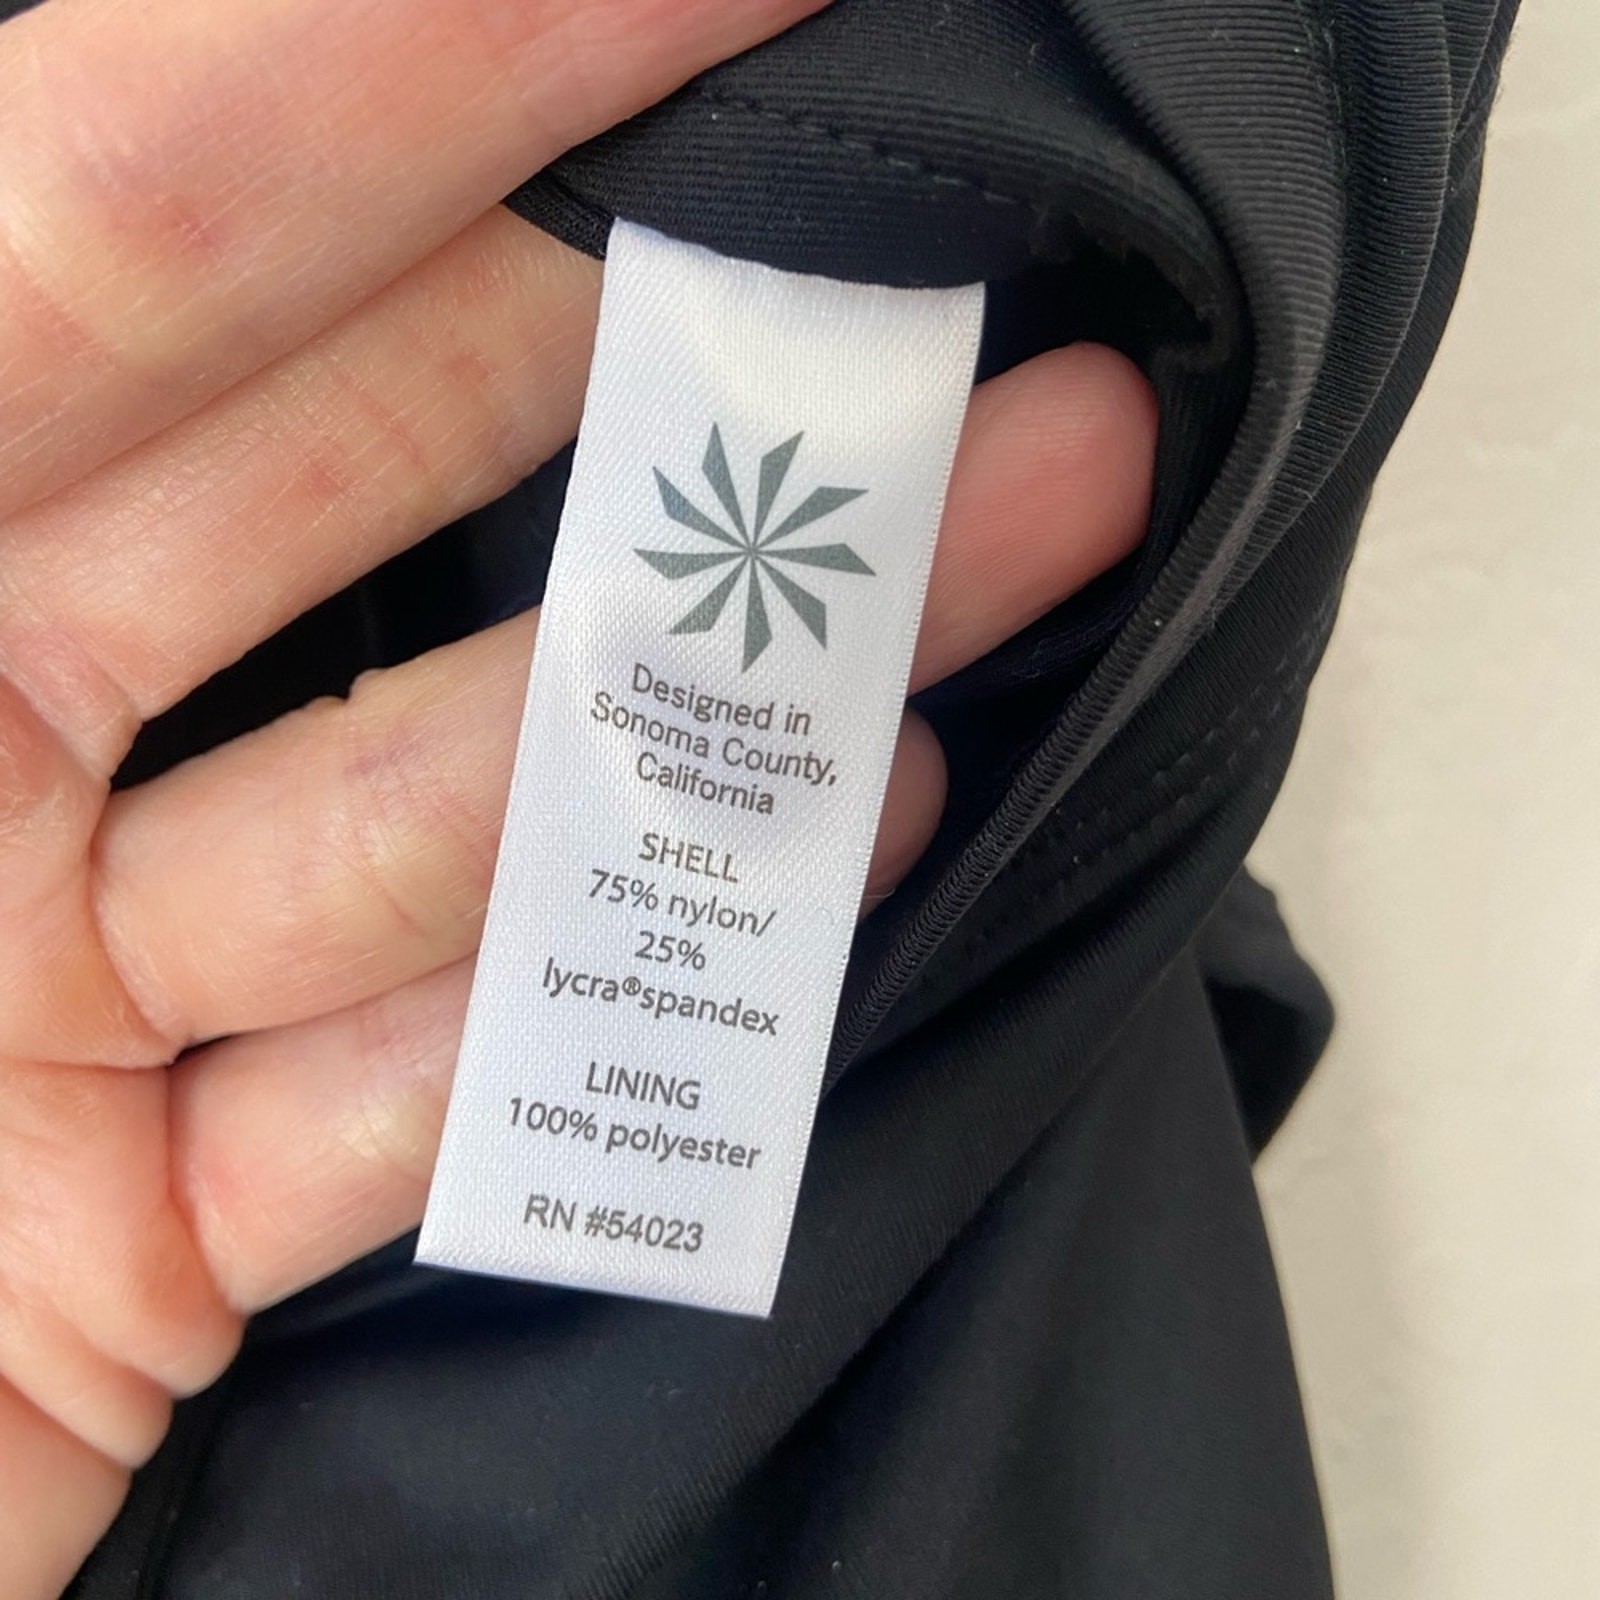 Designed in
Sonoma County,
California
SHELL
75% nylon/
25%
lycra®spandex
LINING
100% polyester
RN #54023